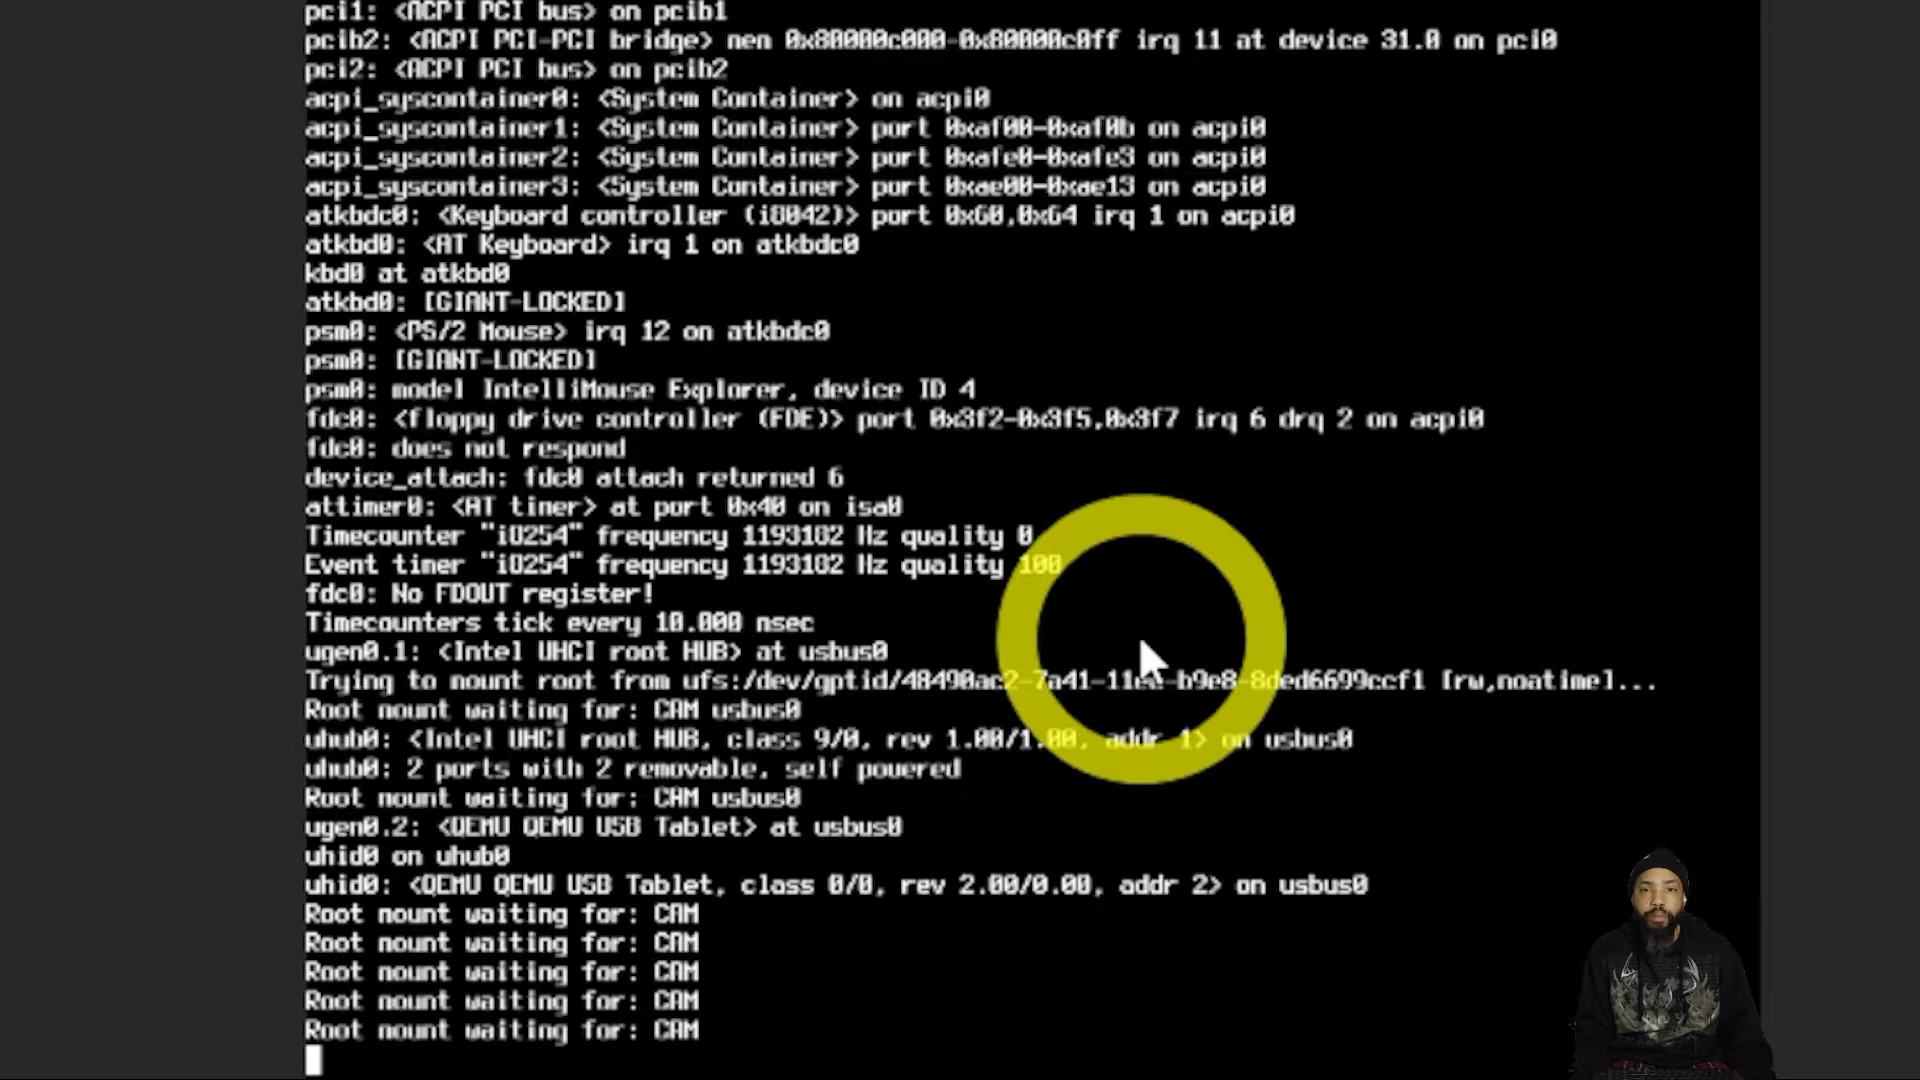 pci1: <ACPI PCI bus> on pcib1
pcib2: <ACPI PCI-PCI bridge> mem 0x80000c000-0x80000c0ff irq 11 at device 31.0 on pci0
pci2: <ACPI PCI bus> on pcib2
acpi_syscontainer0: <System Container> on acpi0
acpi_syscontainer1: <System Container> port 0xaf00-0xaf0b on acpi0
acpi_syscontainer2: <System Container> port 0xafe0-0xafe3 on acpi0
acpi_syscontainer3: <System Container> port 0xae00-0xae13 on acpi0
atkbdc0: <Keyboard controller (i8042)> port 0x60,0x64 irq 1 on acpi0
atkbd0: <AT Keyboard> irq 1 on atkbdc0
kbd0 at atkbd0
atkbd0: [GIANT-LOCKED]
psm0: <PS/2 Mouse> irq 12 on atkbdc0
psm0: [GIANT-LOCKED]
psm0: model IntelliMouse Explorer, device ID 4
fdc0: <floppy drive controller (FDE)> port 0x3f2-0x3f5,0x3f7 irq 6 drq 2 on acpi0
fdc0: does not respond
device_attach: fdc0 attach returned 6
attimer0: <AT timer> at port 0x40 on isa0
Timecounter "i8254" frequency 1193182 Hz quality 0
Event timer "i8254" frequency 1193182 Hz quality 100
fdc0: No FDOUT register!
Timecounters tick every 10.000 msec
ugen0.1: <Intel UHCI root HUB> at usbus0
Trying to mount root from ufs:/dev/gptid/48490ac2-7a41-11ee-b9e8-8ded6699ccf1 [rw,noatime]...
Root mount waiting for: CAM usbus0
uhub0: <Intel UHCI root HUB, class 9/0, rev 1.00/1.00, addr 1> on usbus0
uhub0: 2 ports with 2 removable, self powered
Root mount waiting for: CAM usbus0
ugen0.2: <QEMU QEMU USB Tablet> at usbus0
uhid0 on uhub0
uhid0: <QEMU QEMU USB Tablet, class 0/0, rev 2.00/0.00, addr 2> on usbus0
Root mount waiting for: CAM
Root mount waiting for: CAM
Root mount waiting for: CAM
Root mount waiting for: CAM
Root mount waiting for: CAM